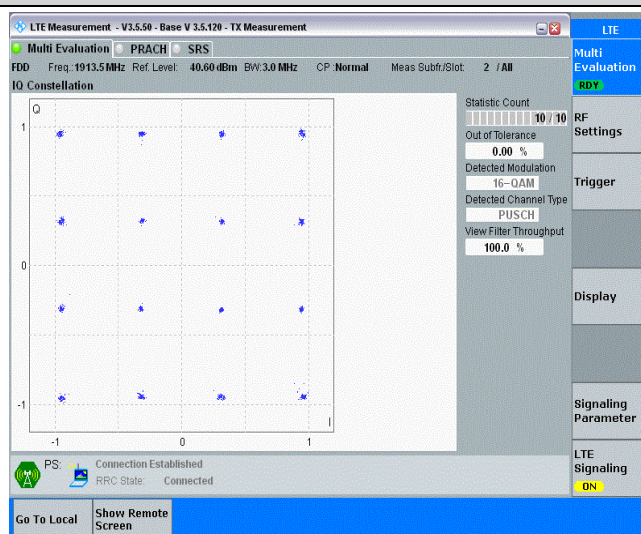 LTE Measurement - V3.5.50 - Base V 3.5.120 - TX Measurement
LTE
Multi Evaluation PRACH SRS
FDD Freq.:1913.5 MHz Ref. Level: 40.60 dBm BW:3.0 MHz CP :Normal Meas Subfr./Slot: 2 /All
IQ Constellation
Q
1
0
-1
-1 0 1
I
Statistic Count
10 / 10
Out of Tolerance
0.00 %
Detected Modulation
16-QAM
Detected Channel Type
PUSCH
View Filter Throughput
100.0 %
Multi
Evaluation
RDY
RF
Settings
Trigger
Display
Signaling
Parameter
LTE
Signaling
ON
PS: Connection Established
RRC State: Connected
Go To Local
Show Remote
Screen